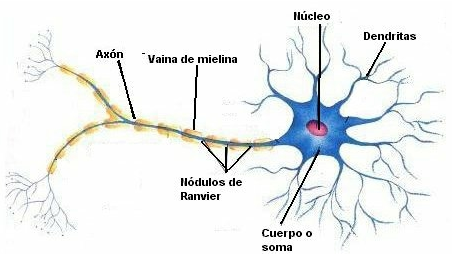 Núcleo
Dendritas
Axón
Vaina de mielina
Nódulos de
Ranvier
Cuerpo o
soma